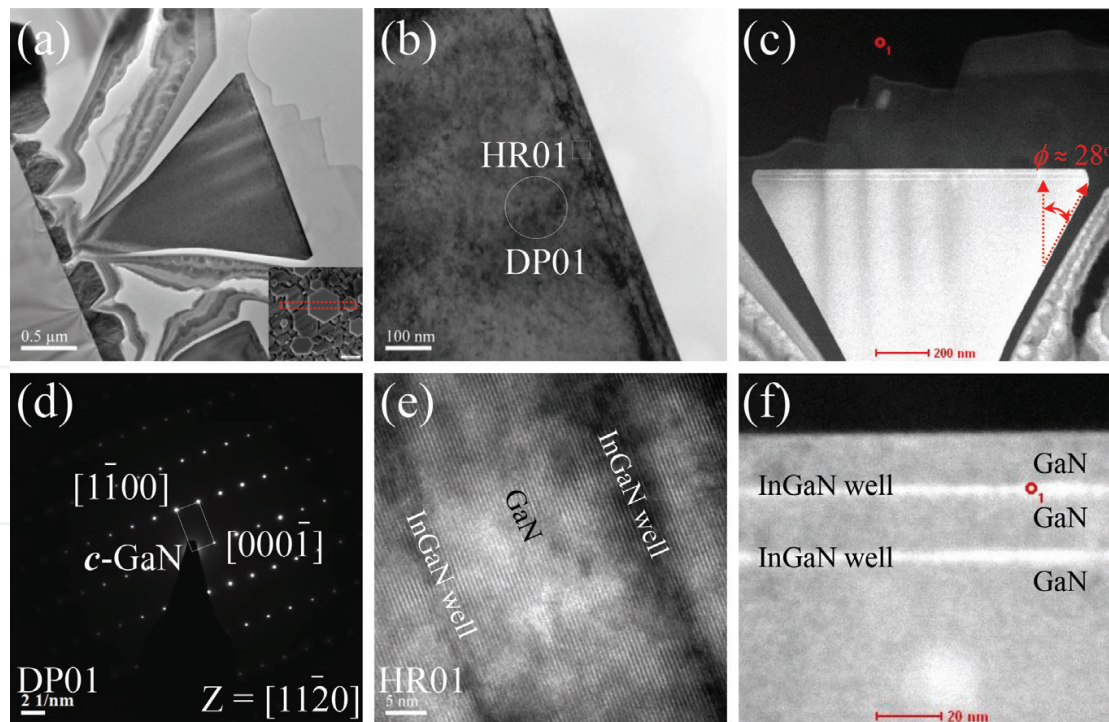 (a)
0.5 µm
(b)
HR01
DP01
100 nm
(c)
1
ϕ ≈ 28°
200 nm
(d)
[11̄00]
c-GaN
[0001̄]
DP01
2 1/nm
Z = [112̄0]
(e)
InGaN well
GaN
InGaN well
HR01
5 nm
(f)
GaN
InGaN well
1
GaN
InGaN well
GaN
20 nm